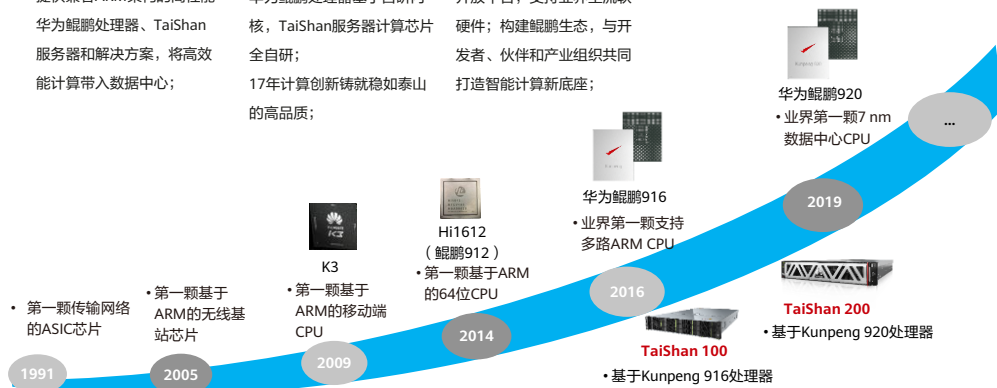 华为鲲鹏处理器、TaiShan
服务器和解决方案，将高效
能计算带入数据中心；
核，TaiShan服务器计算芯片
全自研；
17年计算创新铸就稳如泰山
的高品质；
硬件；构建鲲鹏生态，与开
发者、伙伴和产业组织共同
打造智能计算新底座；
华为鲲鹏920
•业界第一颗7 nm
数据中心CPU
...
华为鲲鹏916
•业界第一颗支持
多路ARM CPU
2019
Hi1612
（鲲鹏912）
•第一颗基于ARM
的64位CPU
K3
•第一颗基于
ARM的移动端
CPU
•第一颗基于
ARM的无线基
站芯片
• 第一颗传输网络
的ASIC芯片
1991
2005
2009
2014
2016
TaiShan 100
•基于Kunpeng 916处理器
TaiShan 200
•基于Kunpeng 920处理器